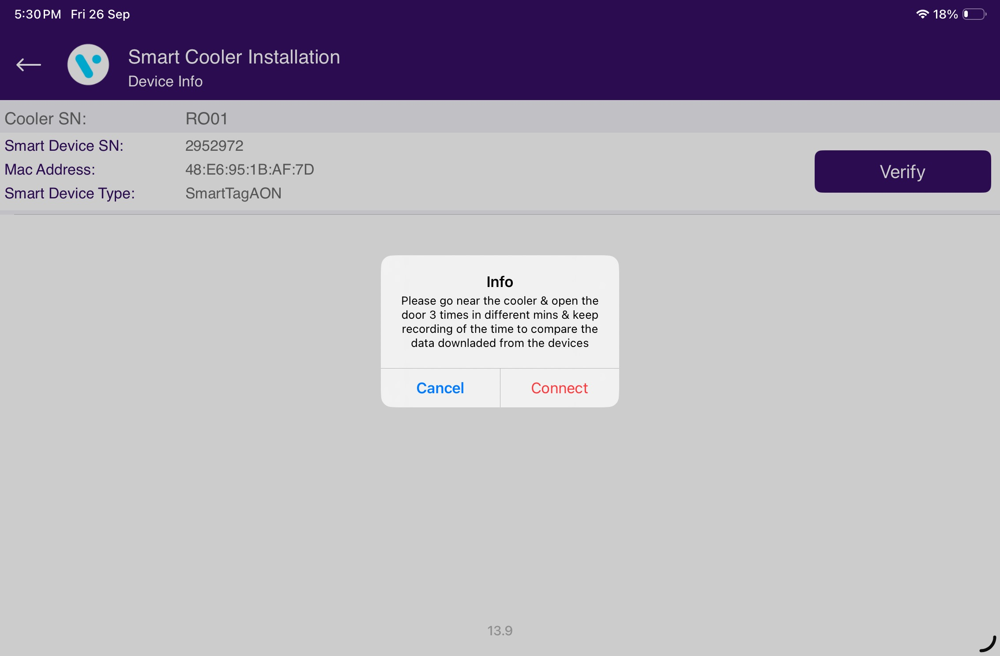 5:30 PM Fri 26 Sep 18%
Smart Cooler Installation
Device Info
Cooler SN: RO01
Smart Device SN: 2952972
Mac Address: 48:E6:95:1B:AF:7D
Smart Device Type: SmartTagAON
Verify
Info
Please go near the cooler & open the
door 3 times in different mins & keep
recording of the time to compare the
data downladed from the devices
Cancel Connect
13.9